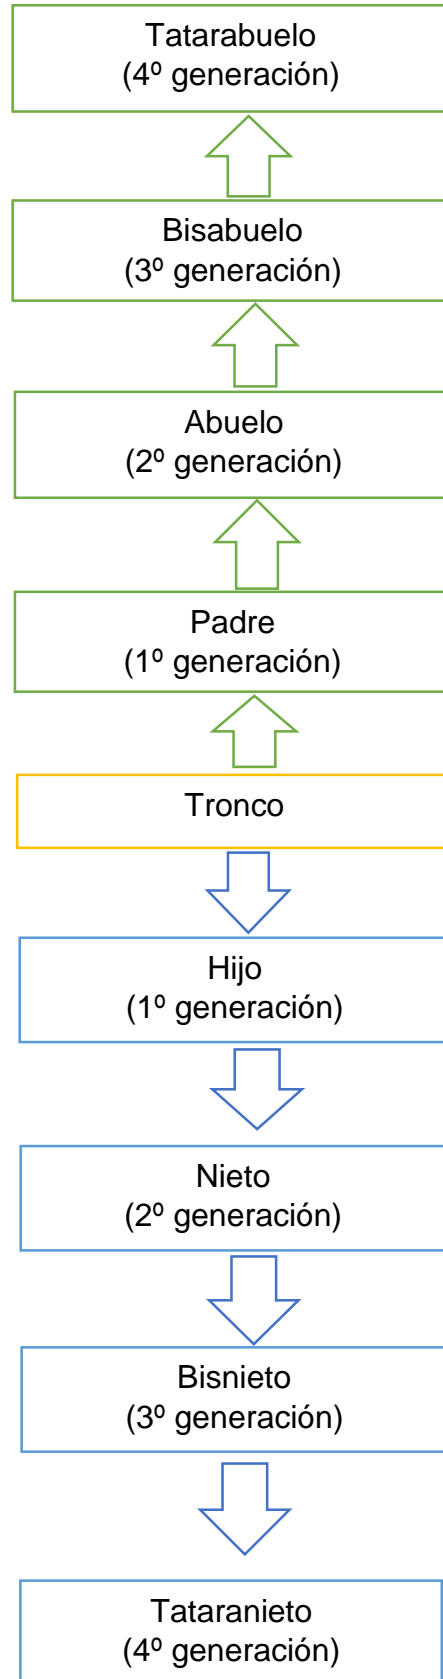 Tatarabuelo
(4º generación)
Bisabuelo
(3º generación)
Abuelo
(2º generación)
Padre
(1º generación)
Tronco
Hijo
(1º generación)
Nieto
(2º generación)
Bisnieto
(3º generación)
Tataranieto
(4º generación)